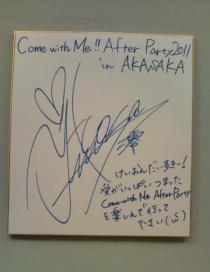 Come with Me!! After Party 2011
in AKASAKA
澪
けいおんだいすきー!
愛がいっぱいつまった
Come with Me After Party
を楽しんで行って
下さい(ω)